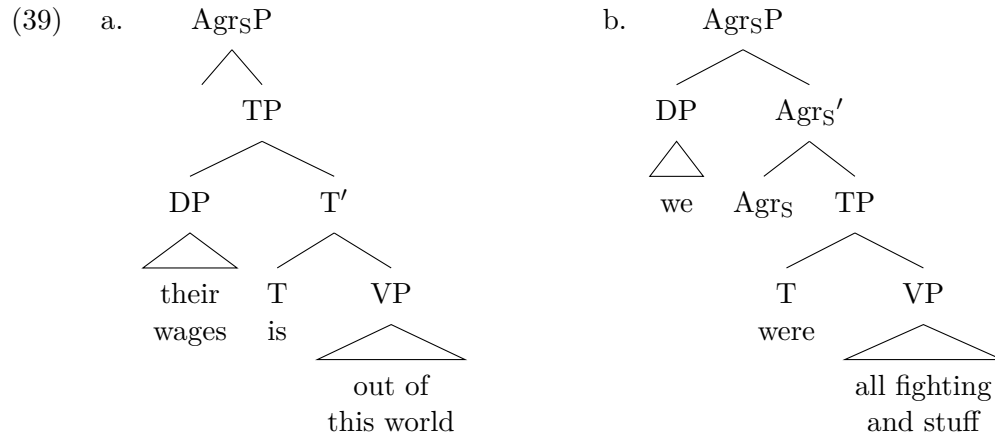 (39) a. AgrSP b. AgrSP
TP DP AgrS′
DP T′ we AgrS TP
their T VP T VP
wages is were
out of all fighting
this world and stuff